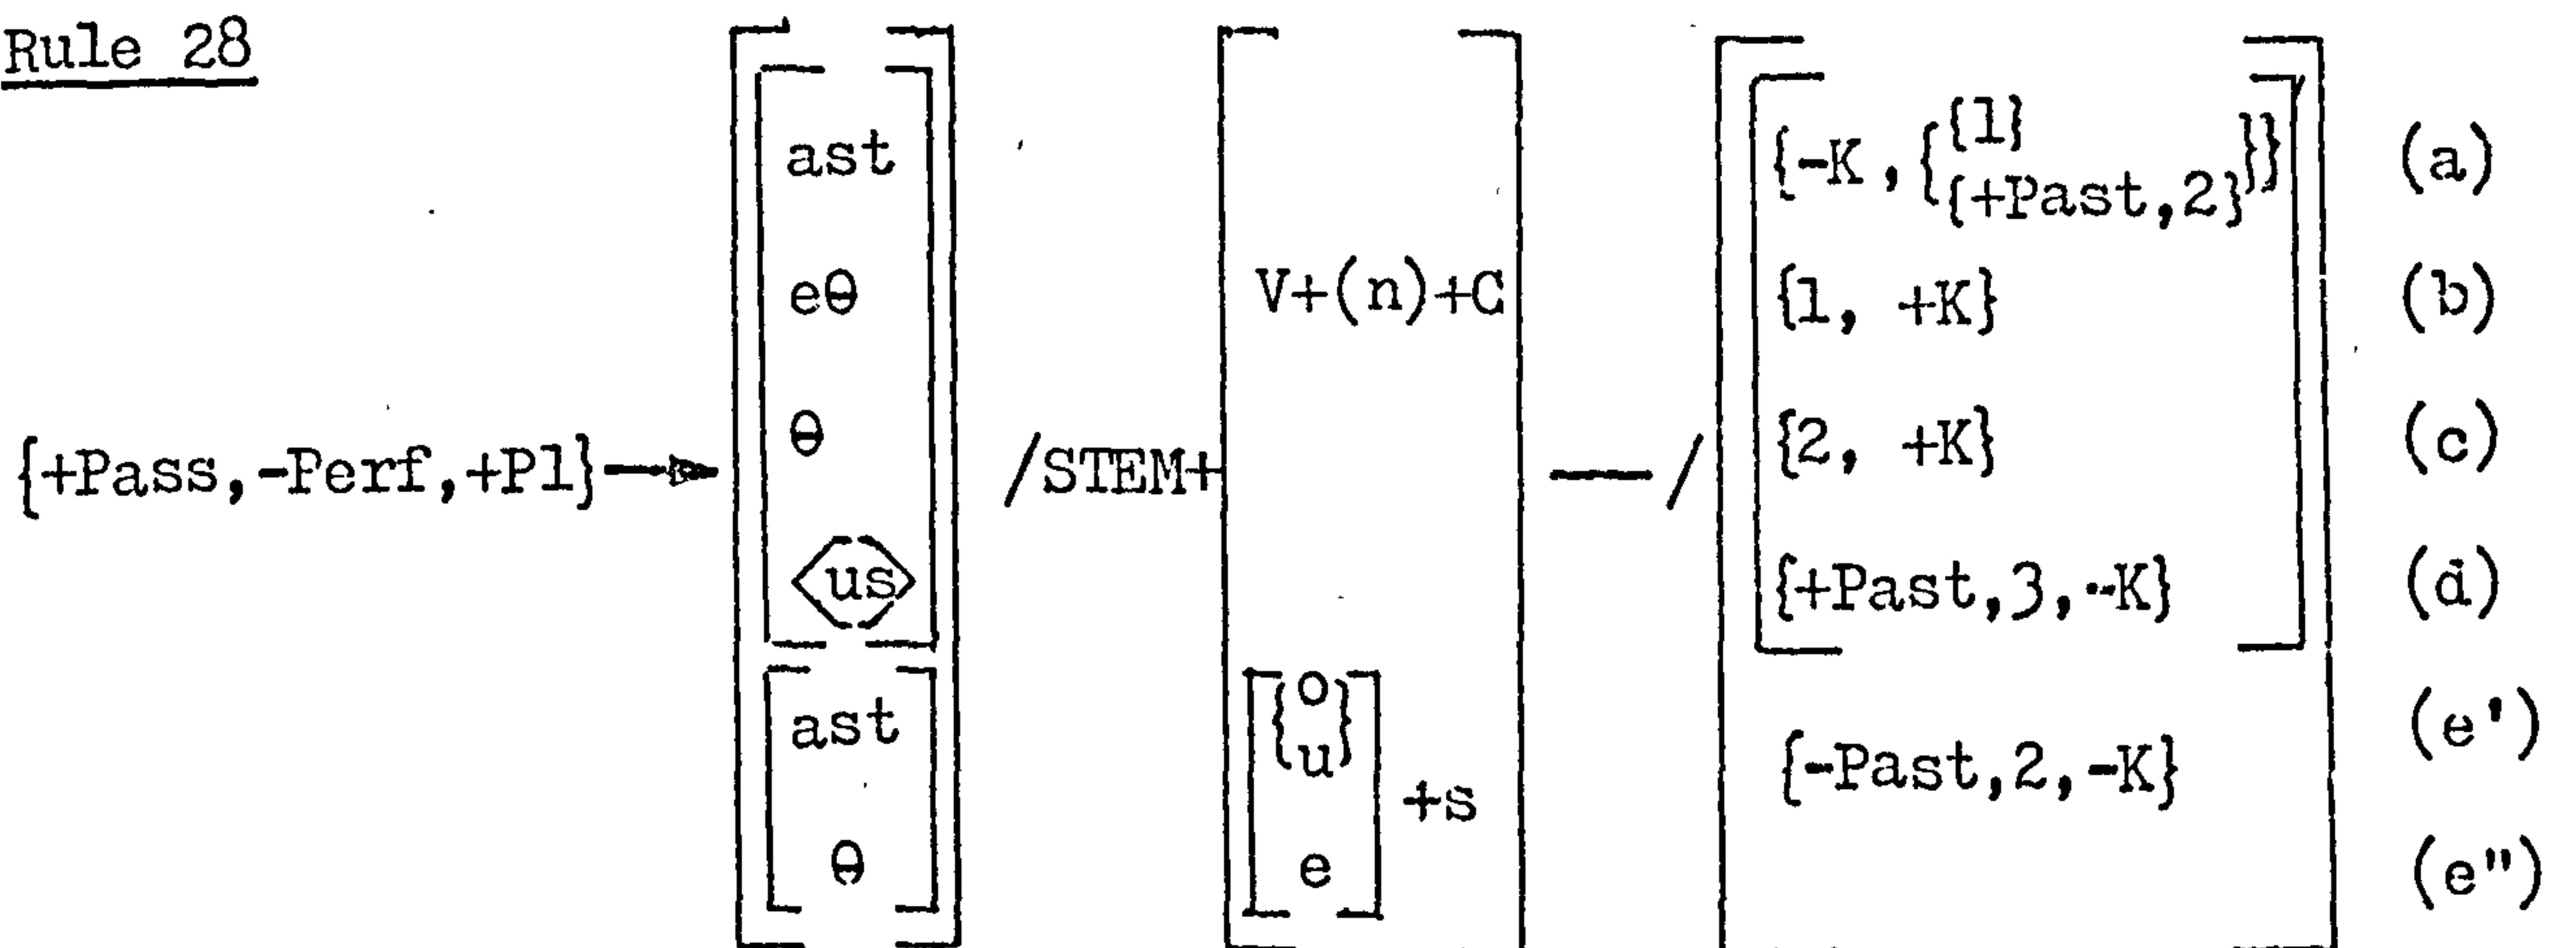 Rule 28
ast {-K,{{1} {+Past,2}}} (a)
eθ V+(n)+C {1, +K} (b)
θ {2, +K} (c)
{+Pass,-Perf,+Pl} /STEM+ — /
<us> {+Past,3,-K} (d)
ast {o u} (e')
+s {-Past,2,-K}
θ e (e")